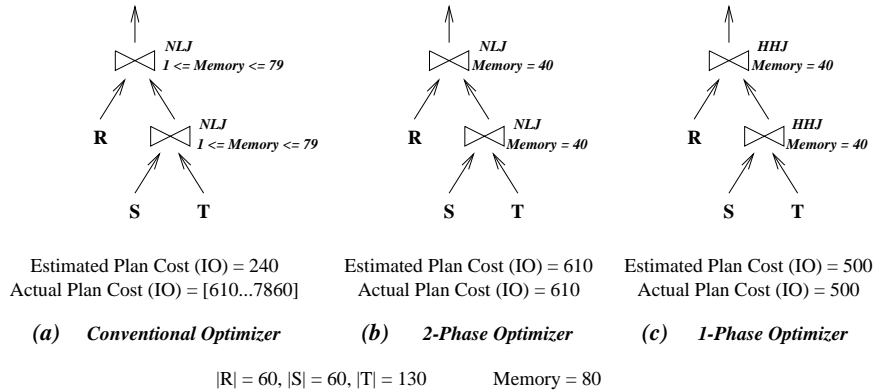 NLJ
1 <= Memory <= 79
R
NLJ
1 <= Memory <= 79
S T
Estimated Plan Cost (IO) = 240
Actual Plan Cost (IO) = [610...7860]
(a) Conventional Optimizer
NLJ
Memory = 40
R
NLJ
Memory = 40
S T
Estimated Plan Cost (IO) = 610
Actual Plan Cost (IO) = 610
(b) 2-Phase Optimizer
HHJ
Memory = 40
R
HHJ
Memory = 40
S T
Estimated Plan Cost (IO) = 500
Actual Plan Cost (IO) = 500
(c) 1-Phase Optimizer
|R| = 60, |S| = 60, |T| = 130 Memory = 80